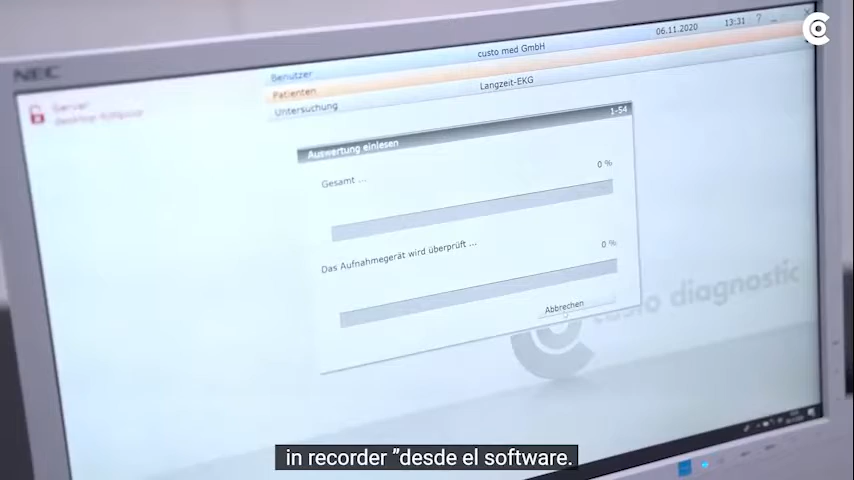 NEC
custo med GmbH
06.11.2020
13:31
?
Benutzer
Patienten
Langzeit-EKG
Untersuchung
Server
Auswertung einlesen
1-54
Gesamt ...
0 %
Das Aufnahmegerät wird überprüft ...
0 %
Abbrechen
custo diagnostic
in recorder ”desde el software.